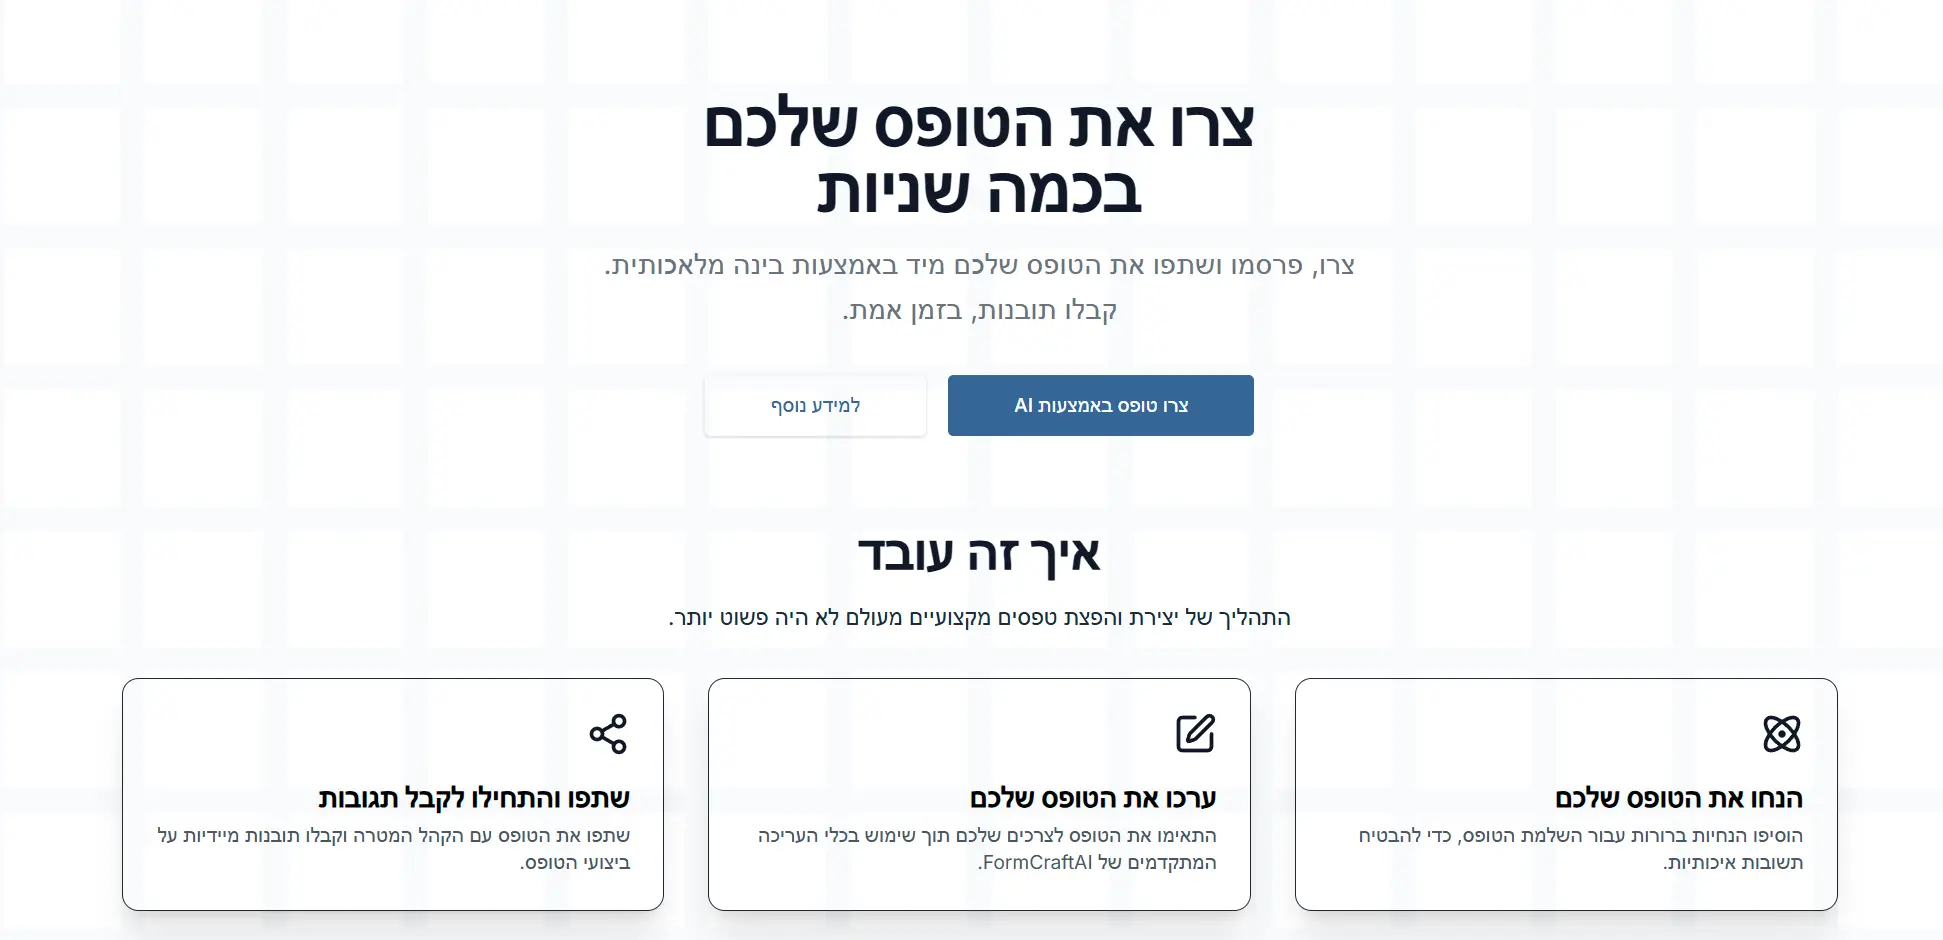 צרו את הטופס שלכם
בכמה שניות
צרו, פרסמו ושתפו את הטופס שלכם מיד באמצעות בינה מלאכותית.
קבלו תובנות, בזמן אמת.
צרו טופס באמצעות AI
למידע נוסף
איך זה עובד
התהליך של יצירת והפצת טפסים מקצועיים מעולם לא היה פשוט יותר.
הנחו את הטופס שלכם
הוסיפו הנחיות ברורות עבור השלמת הטופס, כדי להבטיח
תשובות איכותיות.
ערכו את הטופס שלכם
התאימו את הטופס לצרכים שלכם תוך שימוש בכלי העריכה
המתקדמים של FormCraftAI.
שתפו והתחילו לקבל תגובות
שתפו את הטופס עם הקהל המטרה וקבלו תובנות מיידיות על
ביצועי הטופס.